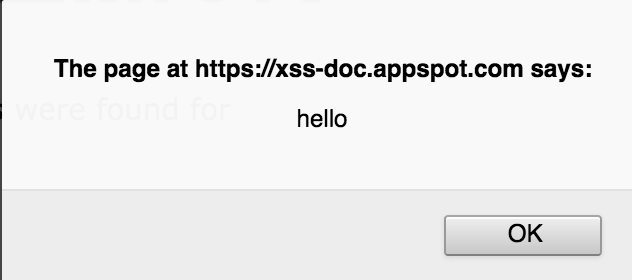 The page at https://xss-doc.appspot.com says:
were found for
hello
OK